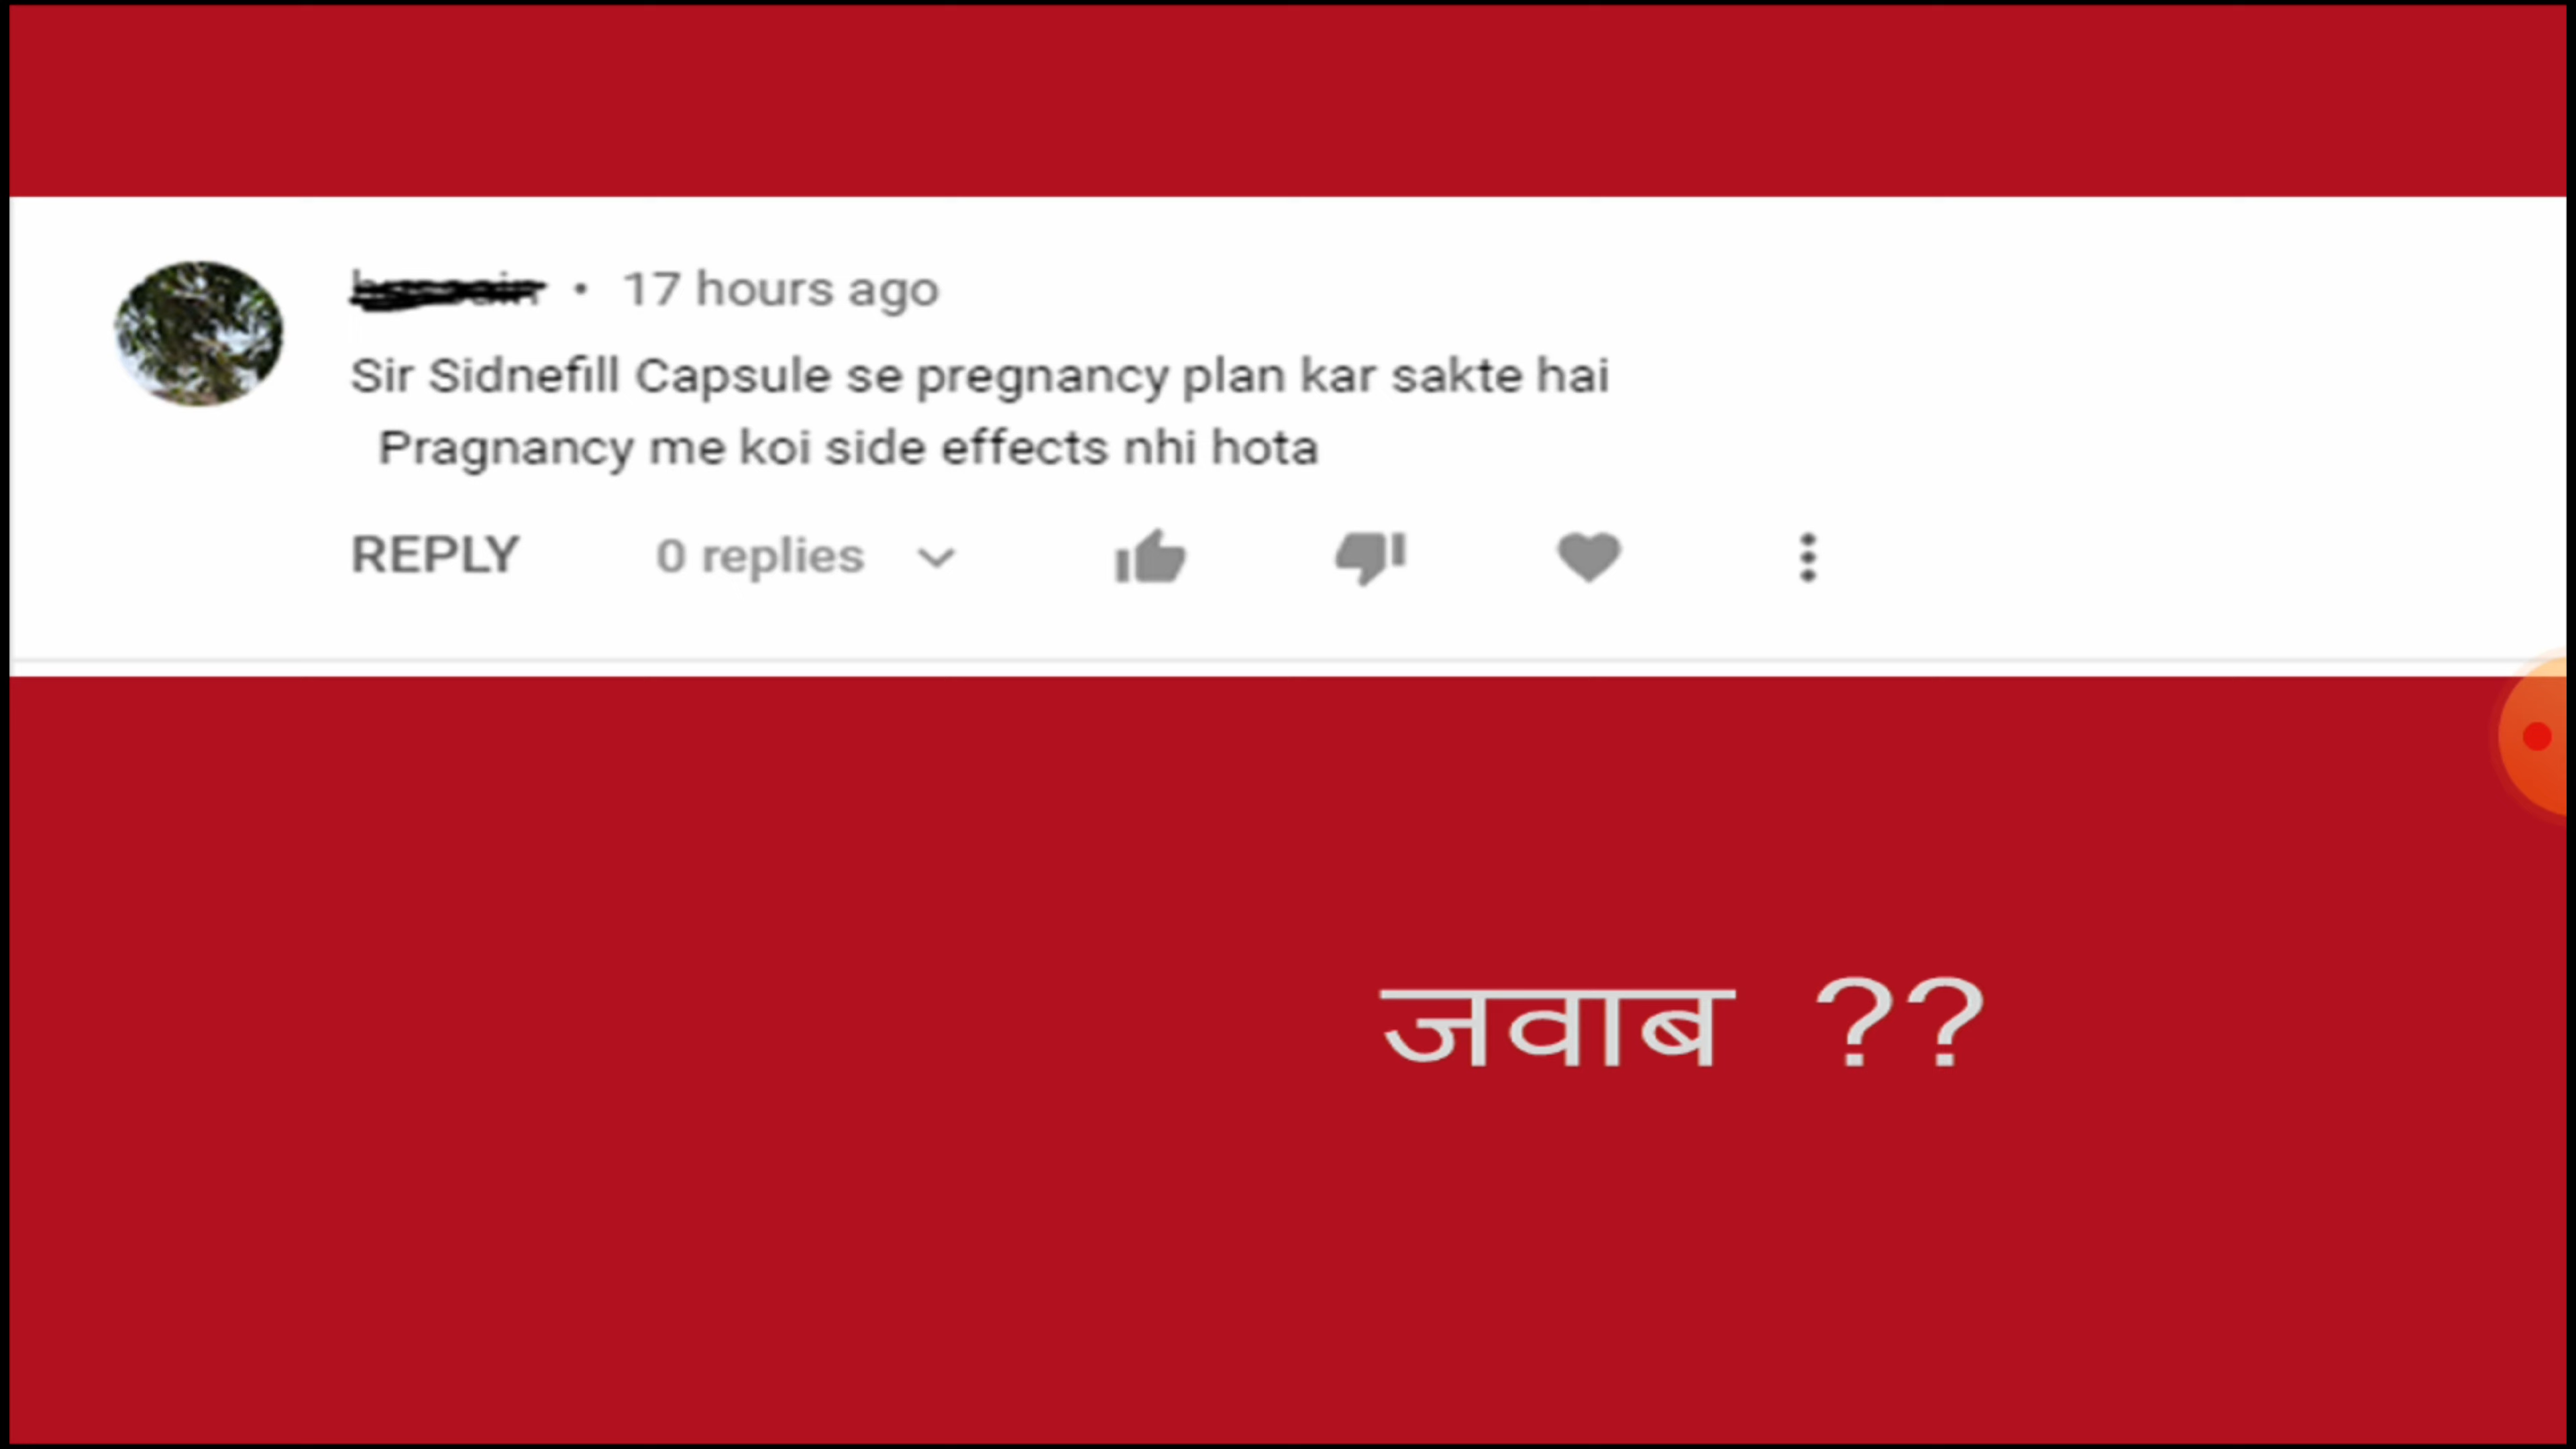 17 hours ago
Sir Sidnefill Capsule se pregnancy plan kar sakte hai
Pragnancy me koi side effects nhi hota
REPLY 0 replies
जवाब ??